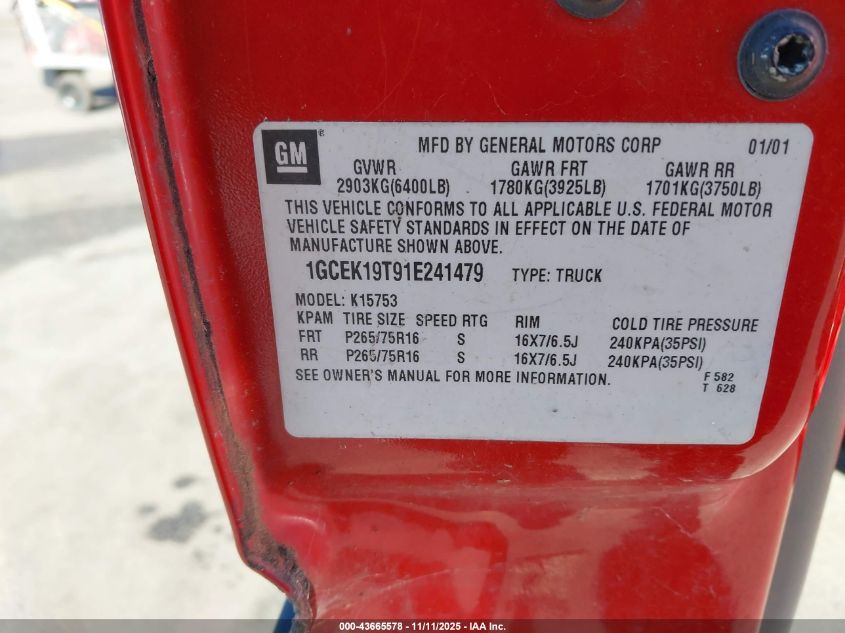 GM ®
MFD BY GENERAL MOTORS CORP 01/01
GVWR GAWR FRT GAWR RR
2903KG(6400LB) 1780KG(3925LB) 1701KG(3750LB)
THIS VEHICLE CONFORMS TO ALL APPLICABLE U.S. FEDERAL MOTOR
VEHICLE SAFETY STANDARDS IN EFFECT ON THE DATE OF
MANUFACTURE SHOWN ABOVE.
1GCEK19T91E241479 TYPE: TRUCK
MODEL: K15753
KPAM TIRE SIZE SPEED RTG RIM COLD TIRE PRESSURE
FRT P265/75R16 S 16X7/6.5J 240KPA(35PSI)
RR P265/75R16 S 16X7/6.5J 240KPA(35PSI)
SEE OWNER'S MANUAL FOR MORE INFORMATION.
F 582
T 628
000-43665578 - 11/11/2025 - IAA Inc.